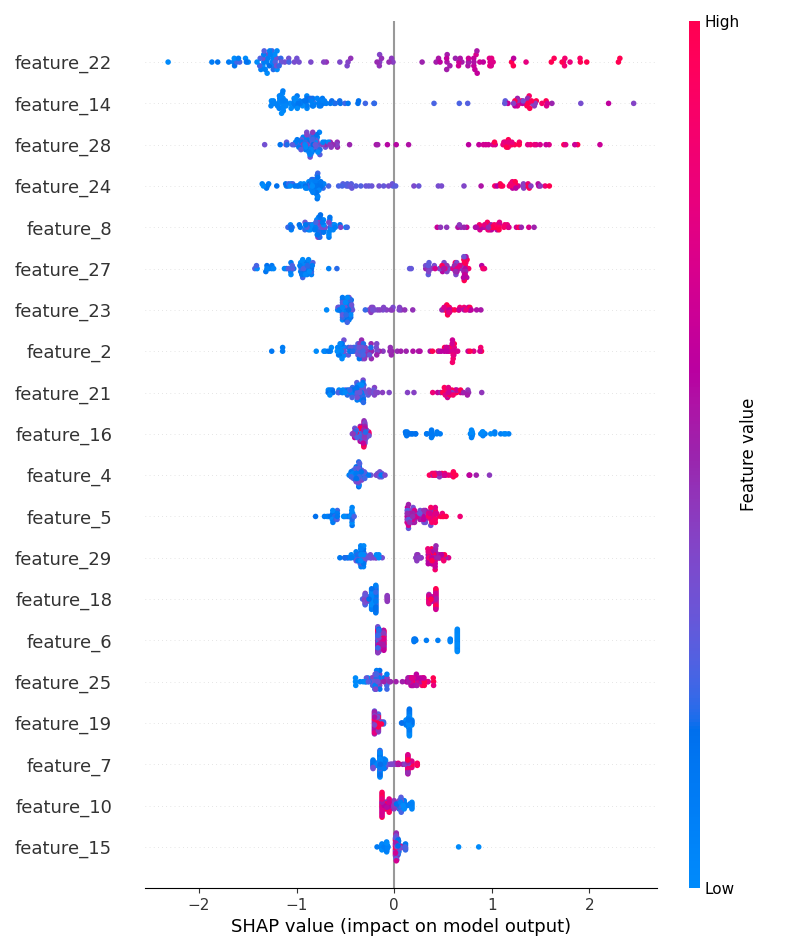 High
feature_22
feature_14
feature_28
feature_24
feature_8
feature_27
feature_23
feature_2
feature_21
feature_16
feature_4
feature_5
feature_29
feature_18
feature_6
feature_25
feature_19
feature_7
feature_10
feature_15
Feature value
Low
−2 −1 0 1 2
SHAP value (impact on model output)